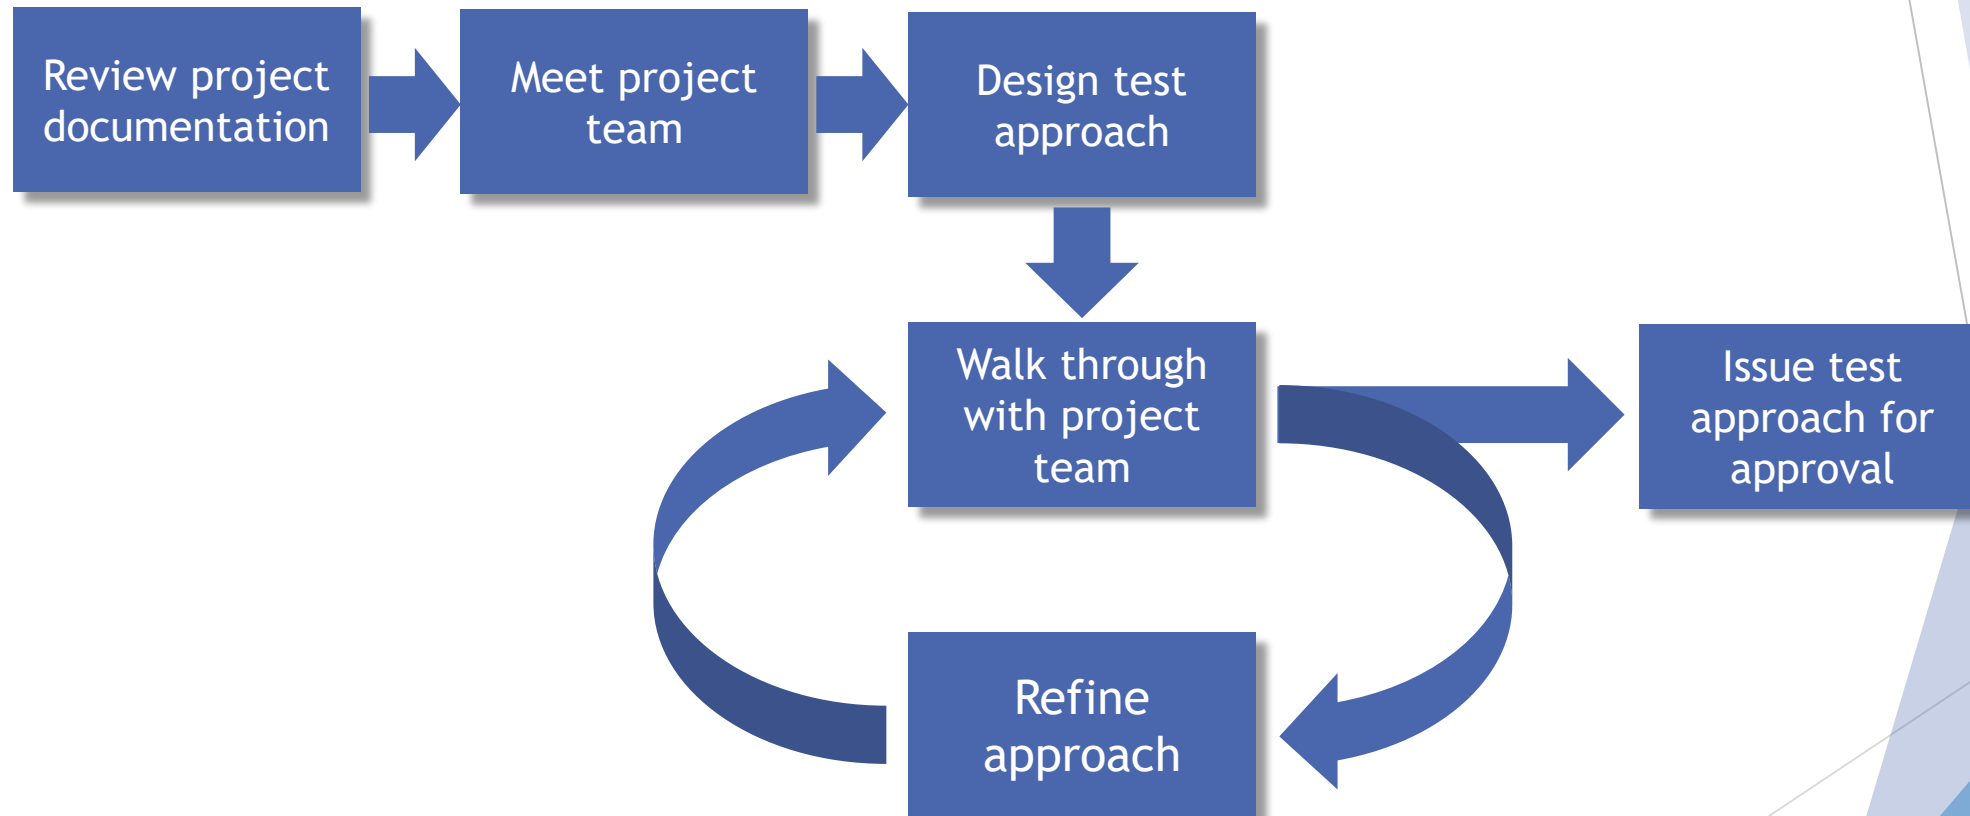 Review project
documentation
Meet project
team
Design test
approach
Walk through
with project
team
Issue test
approach for
approval
Refine
approach